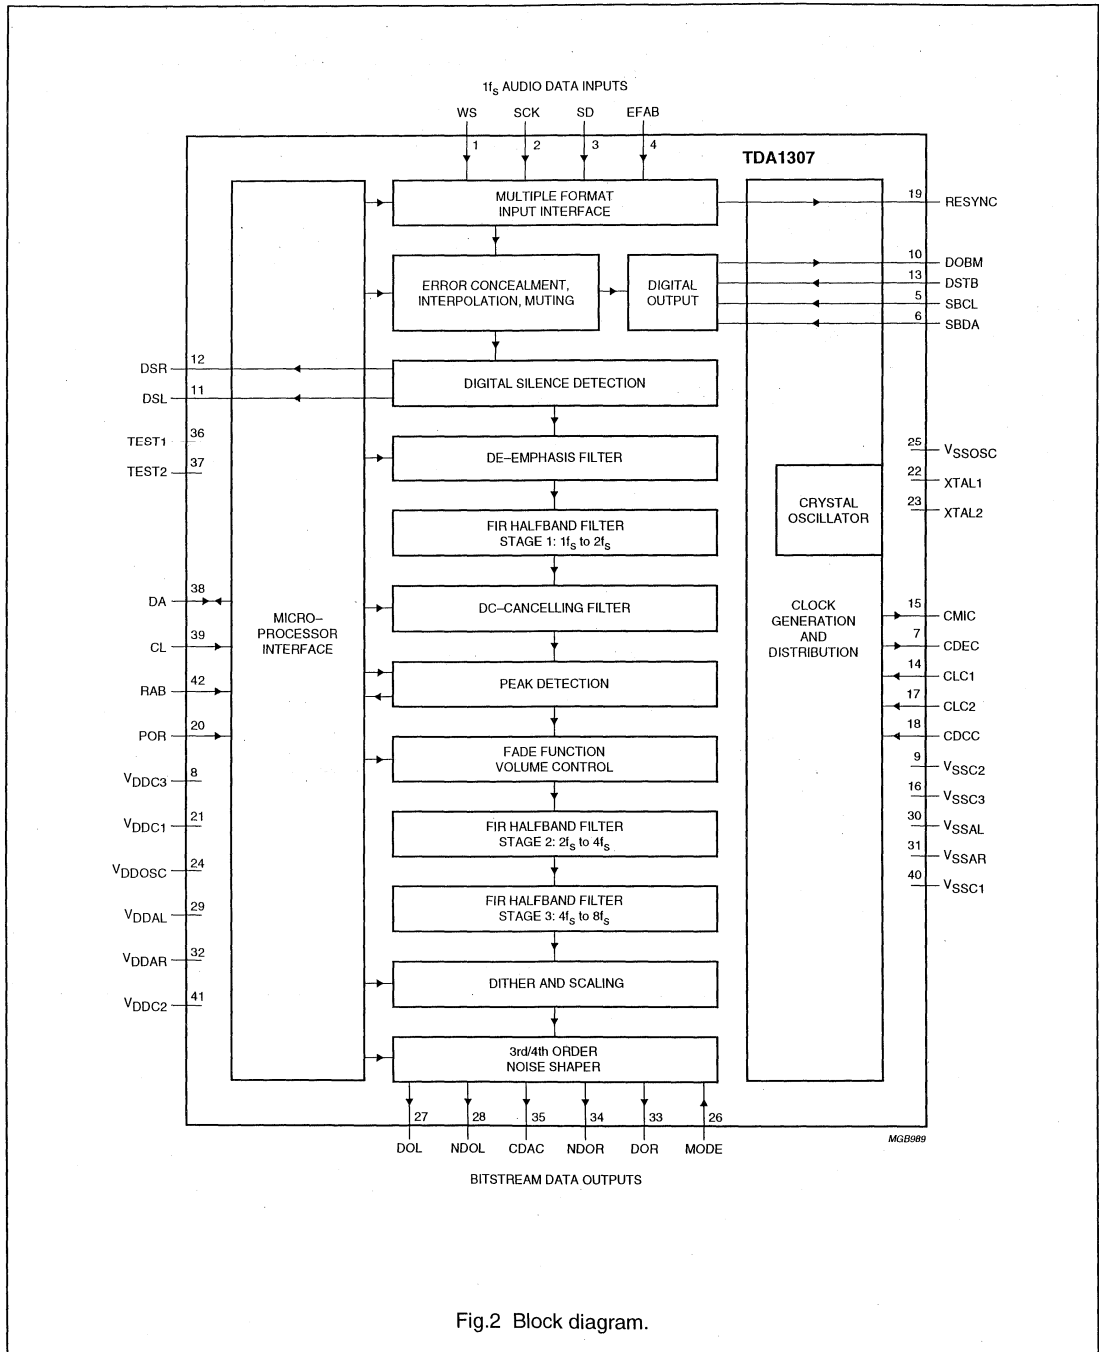 1fs AUDIO DATA INPUTS
WS SCK SD EFAB
1 2 3 4
TDA1307
MULTIPLE FORMAT
INPUT INTERFACE
19 RESYNC
ERROR CONCEALMENT,
INTERPOLATION, MUTING
DIGITAL
OUTPUT
10 DOBM
13 DSTB
5 SBCL
6 SBDA
DSR 12
DSL 11
DIGITAL SILENCE DETECTION
TEST1 36
TEST2 37
DE-EMPHASIS FILTER
25 VSSOSC
22 XTAL1
23 XTAL2
CRYSTAL
OSCILLATOR
FIR HALFBAND FILTER
STAGE 1: 1fs to 2fs
DA 38
CL 39
RAB 42
POR 20
MICRO-
PROCESSOR
INTERFACE
DC-CANCELLING FILTER
CLOCK
GENERATION
AND
DISTRIBUTION
15 CMIC
7 CDEC
14 CLC1
17 CLC2
18 CDCC
PEAK DETECTION
FADE FUNCTION
VOLUME CONTROL
VDDC3 8
VDDC1 21
VDDOSC 24
VDDAL 29
VDDAR 32
VDDC2 41
9 VSSC2
16 VSSC3
30 VSSAL
31 VSSAR
40 VSSC1
FIR HALFBAND FILTER
STAGE 2: 2fs to 4fs
FIR HALFBAND FILTER
STAGE 3: 4fs to 8fs
DITHER AND SCALING
3rd/4th ORDER
NOISE SHAPER
27 28 35 34 33 26
DOL NDOL CDAC NDOR DOR MODE
MGB989
BITSTREAM DATA OUTPUTS
Fig.2 Block diagram.